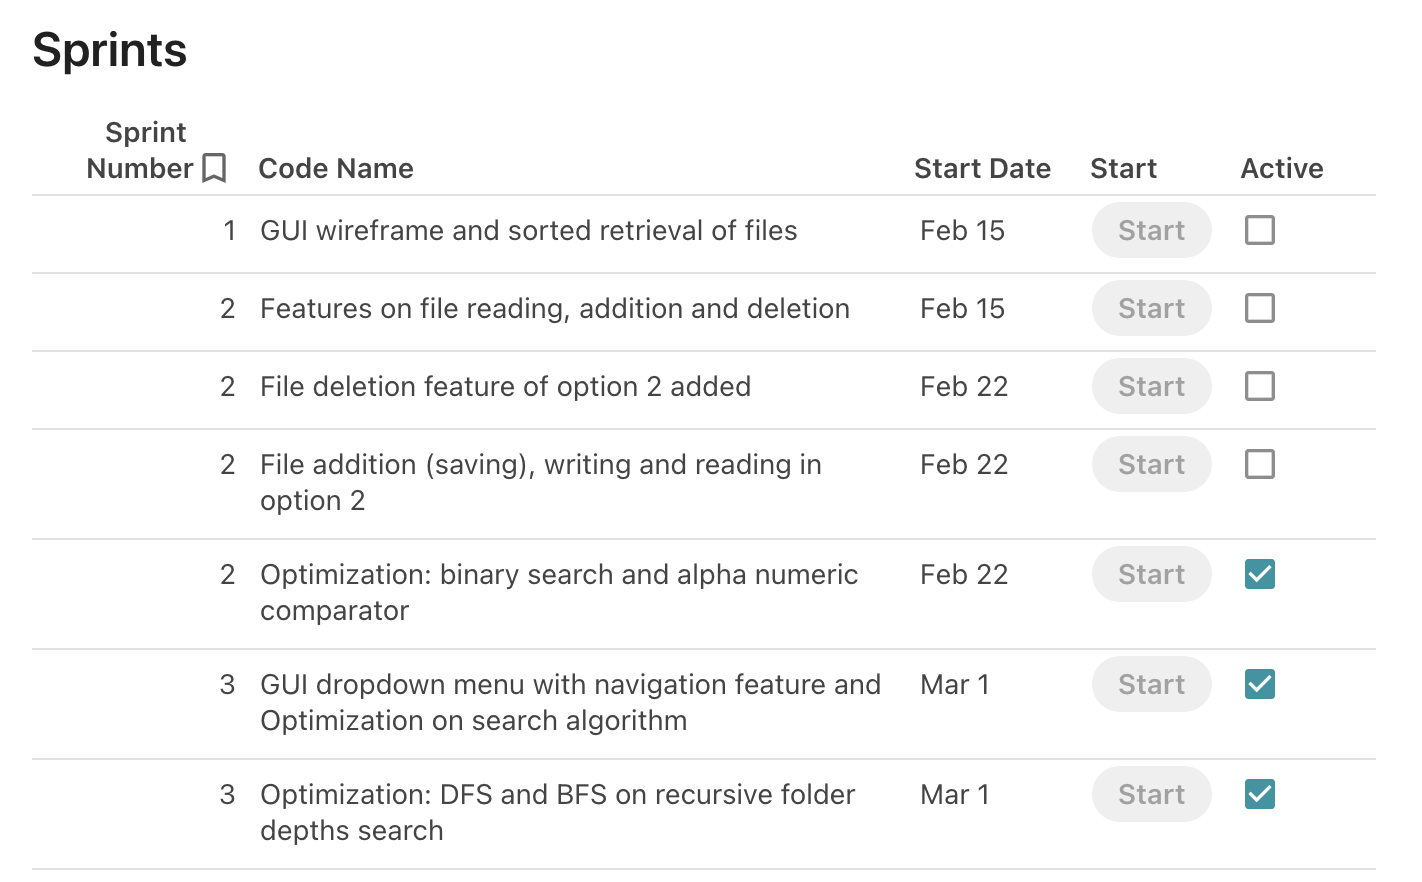 Sprints
Sprint
Number Code Name Start Date Start Active
1 GUI wireframe and sorted retrieval of files Feb 15 Start
2 Features on file reading, addition and deletion Feb 15 Start
2 File deletion feature of option 2 added Feb 22 Start
2 File addition (saving), writing and reading in Feb 22 Start
option 2
2 Optimization: binary search and alpha numeric Feb 22 Start
comparator
3 GUI dropdown menu with navigation feature and Mar 1 Start
Optimization on search algorithm
3 Optimization: DFS and BFS on recursive folder Mar 1 Start
depths search